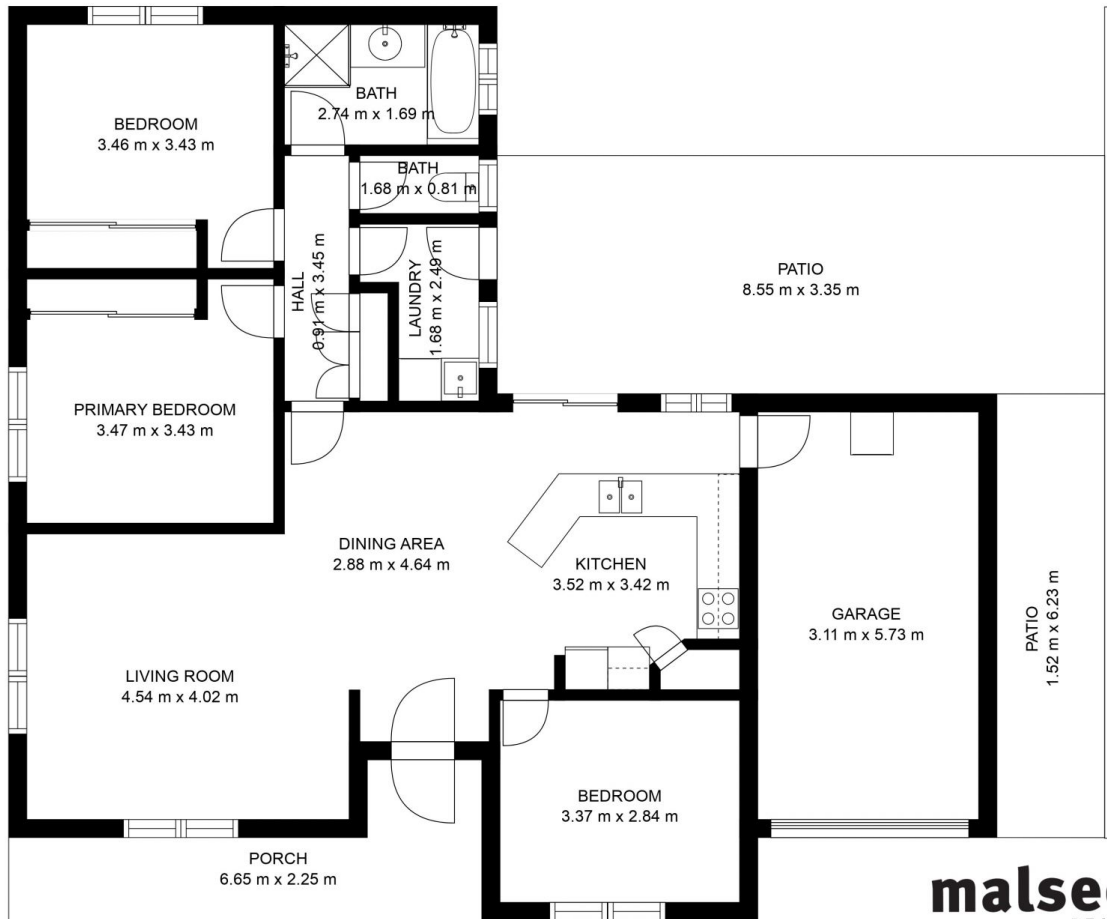 BATH
2.74 m x 1.69 m
BEDROOM
3.46 m x 3.43 m
BATH
1.68 m x 0.81 m
HALL
0.91 m x 3.45 m
LAUNDRY
1.68 m x 2.49 m
PATIO
8.55 m x 3.35 m
PRIMARY BEDROOM
3.47 m x 3.43 m
DINING AREA
2.88 m x 4.64 m
KITCHEN
3.52 m x 3.42 m
GARAGE
3.11 m x 5.73 m
PATIO
1.52 m x 6.23 m
LIVING ROOM
4.54 m x 4.02 m
BEDROOM
3.37 m x 2.84 m
PORCH
6.65 m x 2.25 m